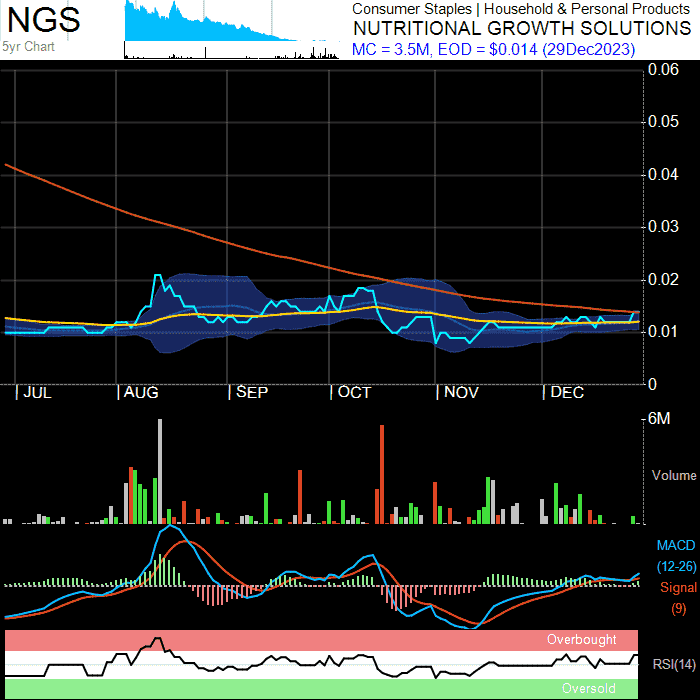 NGS
5yr Chart
Consumer Staples | Household & Personal Products
NUTRITIONAL GROWTH SOLUTIONS
MC = 3.5M, EOD = $0.014 (29Dec2023)
0.06
0.05
0.04
0.03
0.02
0.01
0
JUL AUG SEP OCT NOV DEC
6M
Volume
MACD
(12-26)
Signal
(9)
Overbought
RSI(14)
Oversold